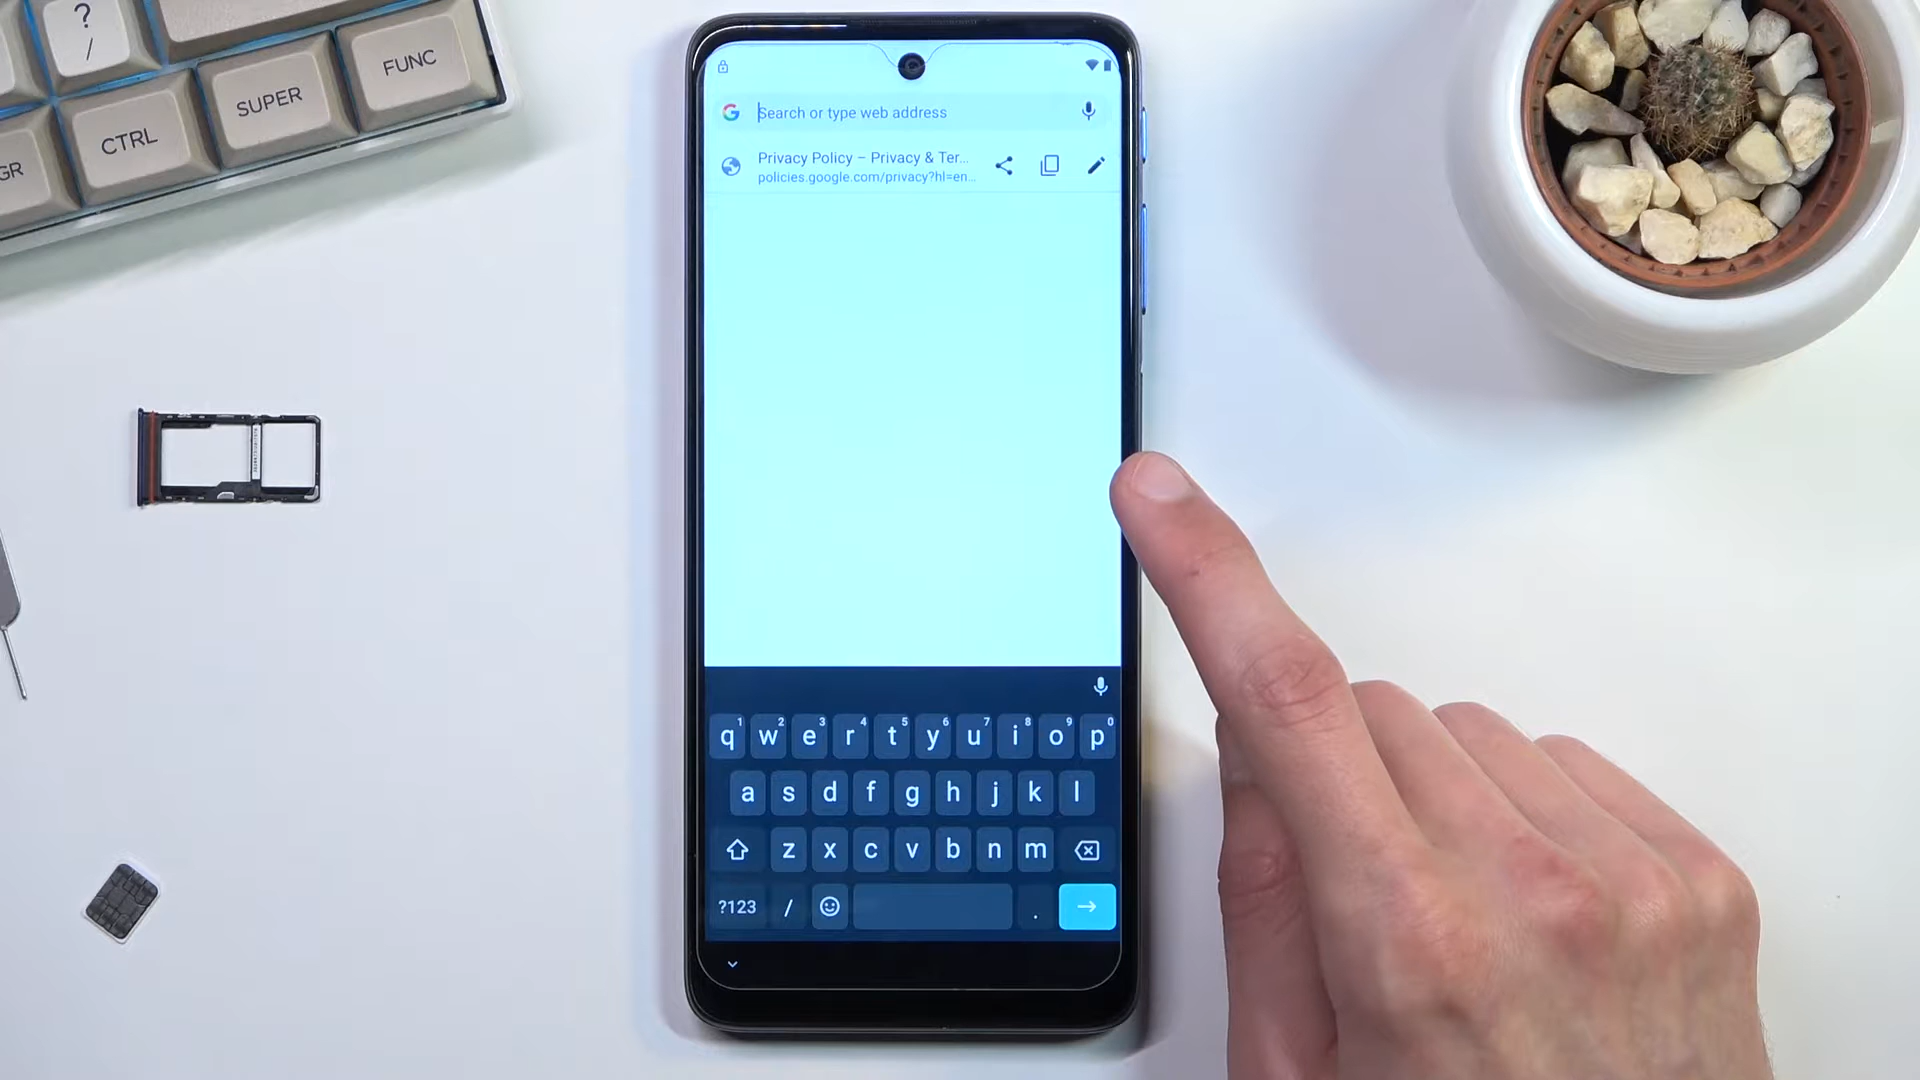 ?
/
FUNC
SUPER
CTRL
GR
Search or type web address
Privacy Policy – Privacy & Ter...
policies.google.com/privacy?hl=en...
1 2 3 4 5 6 7 8 9 0
q w e r t y u i o p
a s d f g h j k l
z x c v b n m
?123 / .